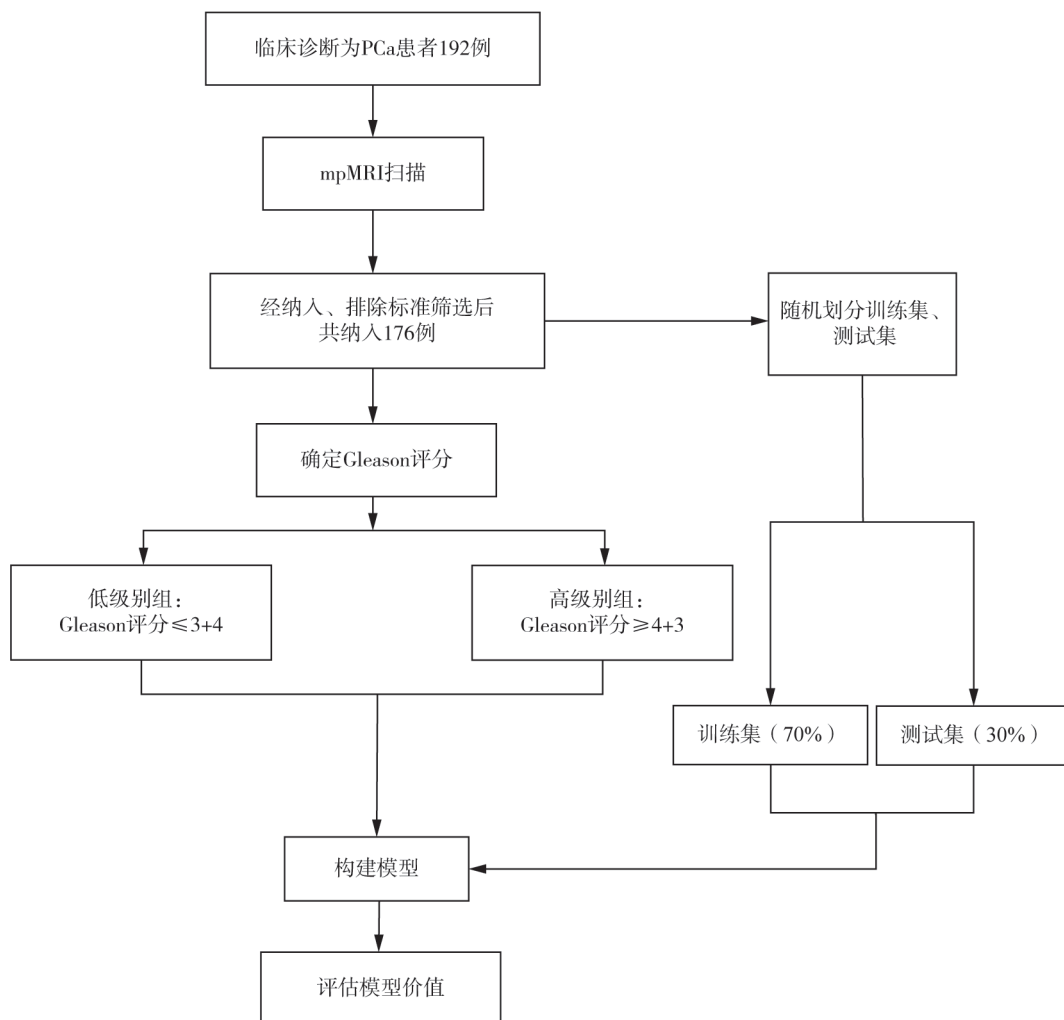 临床诊断为PCa患者192例
mpMRI扫描
经纳入、排除标准筛选后
共纳入176例
随机划分训练集、
测试集
确定Gleason评分
低级别组：
Gleason评分≤3+4
高级别组：
Gleason评分≥4+3
训练集（70%）
测试集（30%）
构建模型
评估模型价值